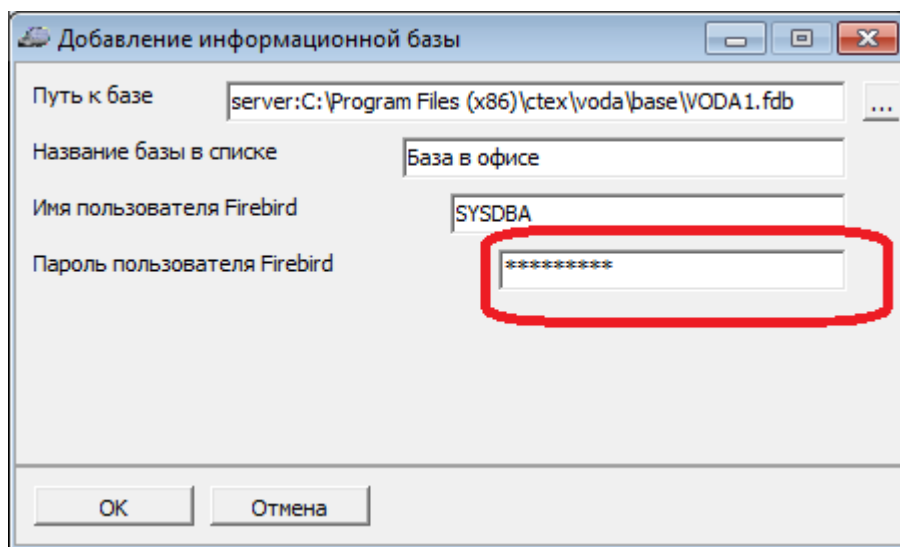 Добавление информационной базы
Путь к базе server:C:\Program Files (x86)\ctex\voda\base\VODA1.fdb ...
Название базы в списке База в офисе
Имя пользователя Firebird SYSDBA
Пароль пользователя Firebird *********
OK Отмена